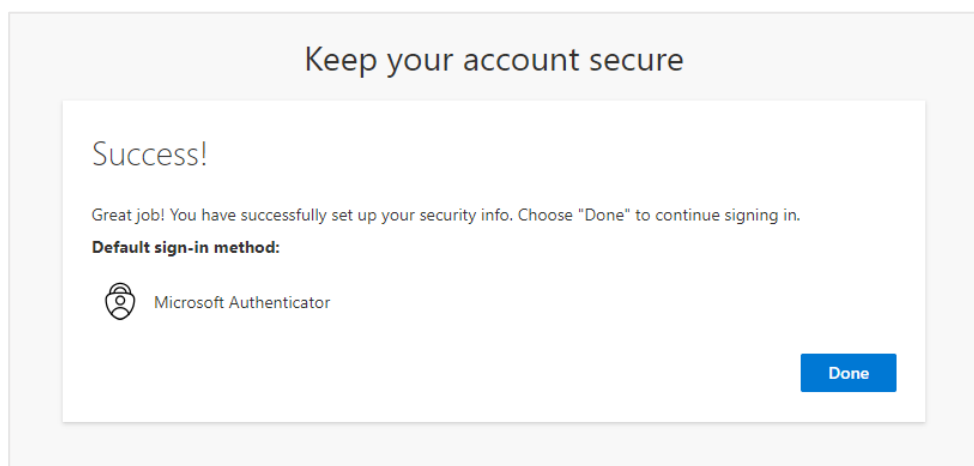 Keep your account secure
Success!
Great job! You have successfully set up your security info. Choose "Done" to continue signing in.
Default sign-in method:
Microsoft Authenticator
Done